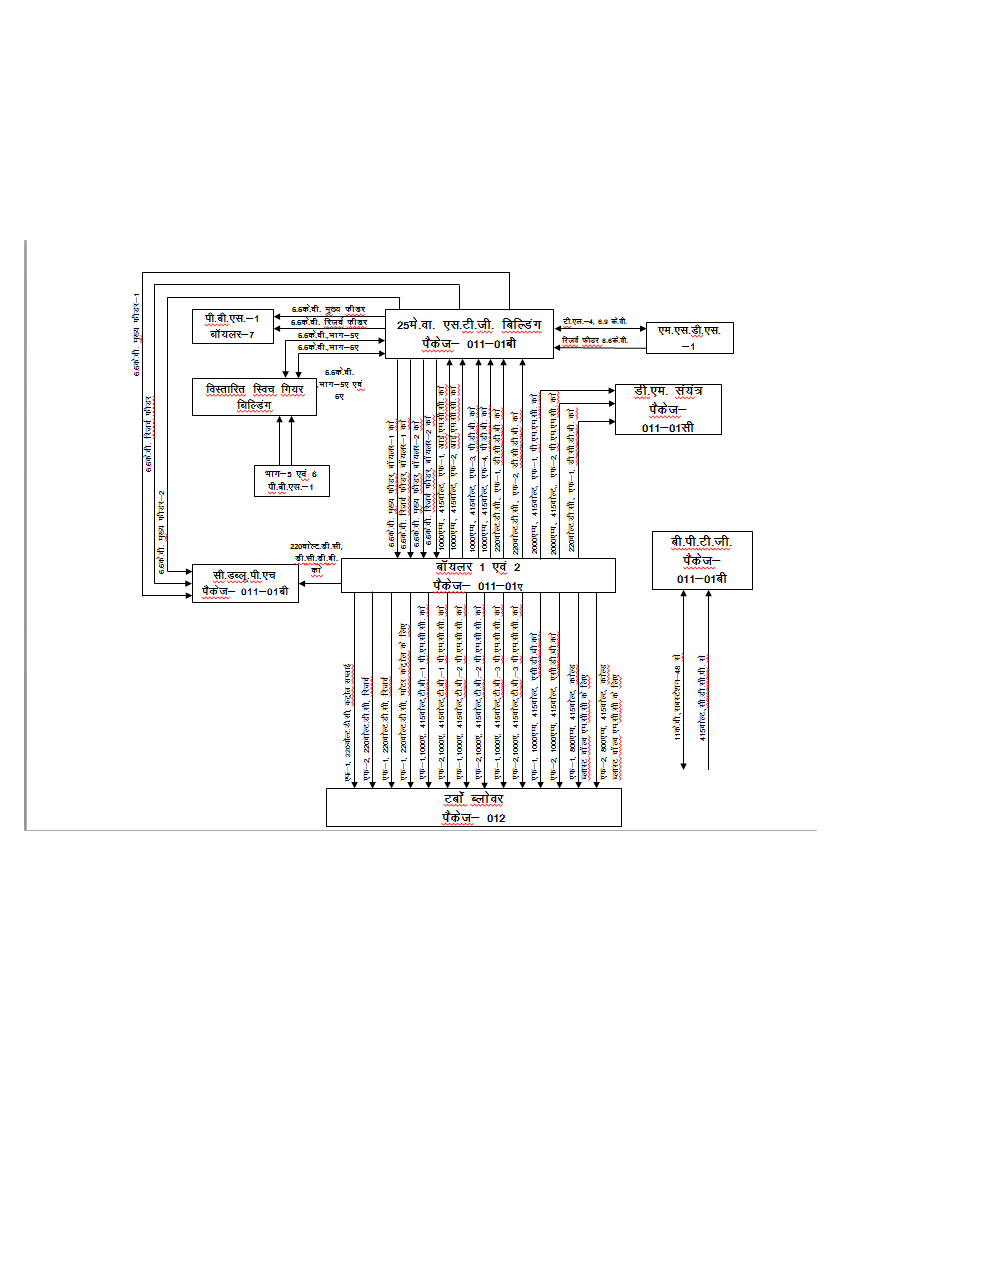 6.6के.वी. मुख्य फीडर–1
6.6के.वी. रिजर्व फीडर
6.6के.वी. मुख्य फीडर–2
पी.बी.एस.–1
बॉयलर–7
6.6के.वी. मुख्य फीडर
6.6के.वी. रिजर्व फीडर
6.6के.वी.,भाग–5ए
6.6के.वी.,भाग–6ए
25मे.वा. एस.टी.जी. बिल्डिंग
पैकेज– 011–01बी
टी.एल.–4, 6.9 से.वी.
रिजर्व फीडर 6.6से.वी.
एम.एस.डी.एस.
–1
विस्तारित स्विच गियर
बिल्डिंग
6.6के.वी.
,भाग–5ए एवं
6ए
डी.एम. संयंत्र
पैकेज–
011–01सी
भाग–5 एवं 6
पी.बी.एस.–1
6.6के.वी. मुख्य फीडर, बॉयलर–1 को
6.6के.वी. रिजर्व फीडर, बॉयलर–1 को
6.6के.वी. मुख्य फीडर, बॉयलर–2 को
6.6के.वी. रिजर्व फीडर, बॉयलर–2 को
1000एम्प., 415वोल्ट, एफ–1, आई.एम.सी.सी. को
1000एम्प., 415वोल्ट, एफ–2, आई.एम.सी.सी. को
1000एम्प., 415वोल्ट, एफ–3, पी.डी.बी. को
1000एम्प., 415वोल्ट, एफ–4, पी.डी.बी. को
220वोल्ट.डी.सी., एफ–1, डी.सी.डी.बी. को
220वोल्ट.डी.सी., एफ–2, डी.सी.डी.बी. को
2000एम्प., 415वोल्ट, एफ–1, पी.एम.सी.सी. को
2000एम्प., 415वोल्ट, एफ–2, पी.एम.सी.सी. को
220वोल्ट.डी.सी., एफ–1, डी.सी.डी.बी. को
बी.पी.टी.जी.
पैकेज–
011–01बी
220वोल्ट.डी.सी,
डी.सी.डी.बी.
को
सी.डब्लू.पी.एच
पैकेज– 011–01बी
बॉयलर 1 एवं 2
पैकेज– 011–01ए
एफ–1, 220वोल्ट.डी.सी, कंट्रोल सप्लाई
एफ–2, 220वोल्ट.डी.सी, रिजर्व
एफ–1, 220वोल्ट.डी.सी, रिजर्व
एफ–1, 220वोल्ट.डी.सी, मोटर कंट्रोल के लिए
एफ–1,1000ए, 415वोल्ट,टी.बी.–1 पी.एम.सी.सी. को
एफ–2,1000ए, 415वोल्ट,टी.बी.–1 पी.एम.सी.सी. को
एफ–1,1000ए, 415वोल्ट,टी.बी.–2 पी.एम.सी.सी. को
एफ–2,1000ए, 415वोल्ट,टी.बी.–2 पी.एम.सी.सी. को
एफ–1,1000ए, 415वोल्ट,टी.बी.–3 पी.एम.सी.सी. को
एफ–2,1000ए, 415वोल्ट,टी.बी.–3 पी.एम.सी.सी. को
एफ–1, 1000एम्प, 415वोल्ट, एसी.डी.बी.को
एफ–2, 1000एम्प, 415वोल्ट, एसी.डी.बी.को
एफ–1, 800एम्प, 415वोल्ट, कोल्ड
ब्लास्ट वॉल्व एम.सी.सी के लिए
एफ–2, 800एम्प, 415वोल्ट, कोल्ड
ब्लास्ट वॉल्व एम.सी.सी के लिए
11के.वी.,सबस्टेशन–48 से
415वोल्ट, सी.डी.सी.सी. से
टर्बो ब्लोवर
पैकेज– 012